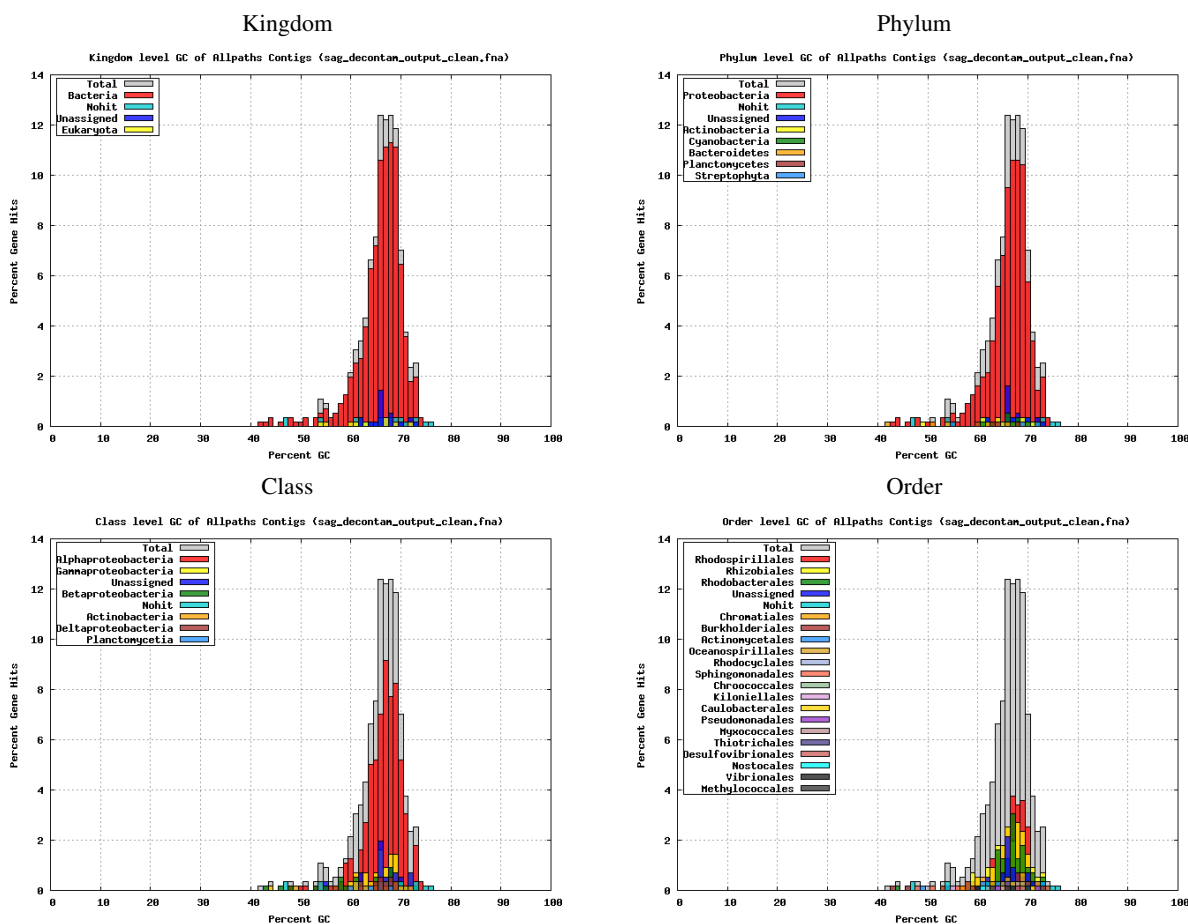 Kingdom
Kingdom level GC of Allpaths Contigs (sag_decontam_output_clean.fna)
Percent Gene Hits
14
12
10
8
6
4
2
0
Total
Bacteria
Nohit
Unassigned
Eukaryota
0 10 20 30 40 50 60 70 80 90 100
Percent GC
Phylum
Phylum level GC of Allpaths Contigs (sag_decontam_output_clean.fna)
Percent Gene Hits
14
12
10
8
6
4
2
0
Total
Proteobacteria
Nohit
Unassigned
Actinobacteria
Cyanobacteria
Bacteroidetes
Planctomycetes
Streptophyta
0 10 20 30 40 50 60 70 80 90 100
Percent GC
Class
Class level GC of Allpaths Contigs (sag_decontam_output_clean.fna)
Percent Gene Hits
14
12
10
8
6
4
2
0
Total
Alphaproteobacteria
Gammaproteobacteria
Unassigned
Betaproteobacteria
Nohit
Actinobacteria
Deltaproteobacteria
Planctomycetia
0 10 20 30 40 50 60 70 80 90 100
Percent GC
Order
Order level GC of Allpaths Contigs (sag_decontam_output_clean.fna)
Percent Gene Hits
14
12
10
8
6
4
2
0
Total
Rhodospirillales
Rhizobiales
Rhodobacterales
Unassigned
Nohit
Chromatiales
Burkholderiales
Actinomycetales
Oceanospirillales
Rhodocyclales
Sphingomonadales
Chroococcales
Kiloniellales
Caulobacterales
Pseudomonadales
Myxococcales
Thiotrichales
Desulfovibrionales
Nostocales
Vibrionales
Methylococcales
0 10 20 30 40 50 60 70 80 90 100
Percent GC